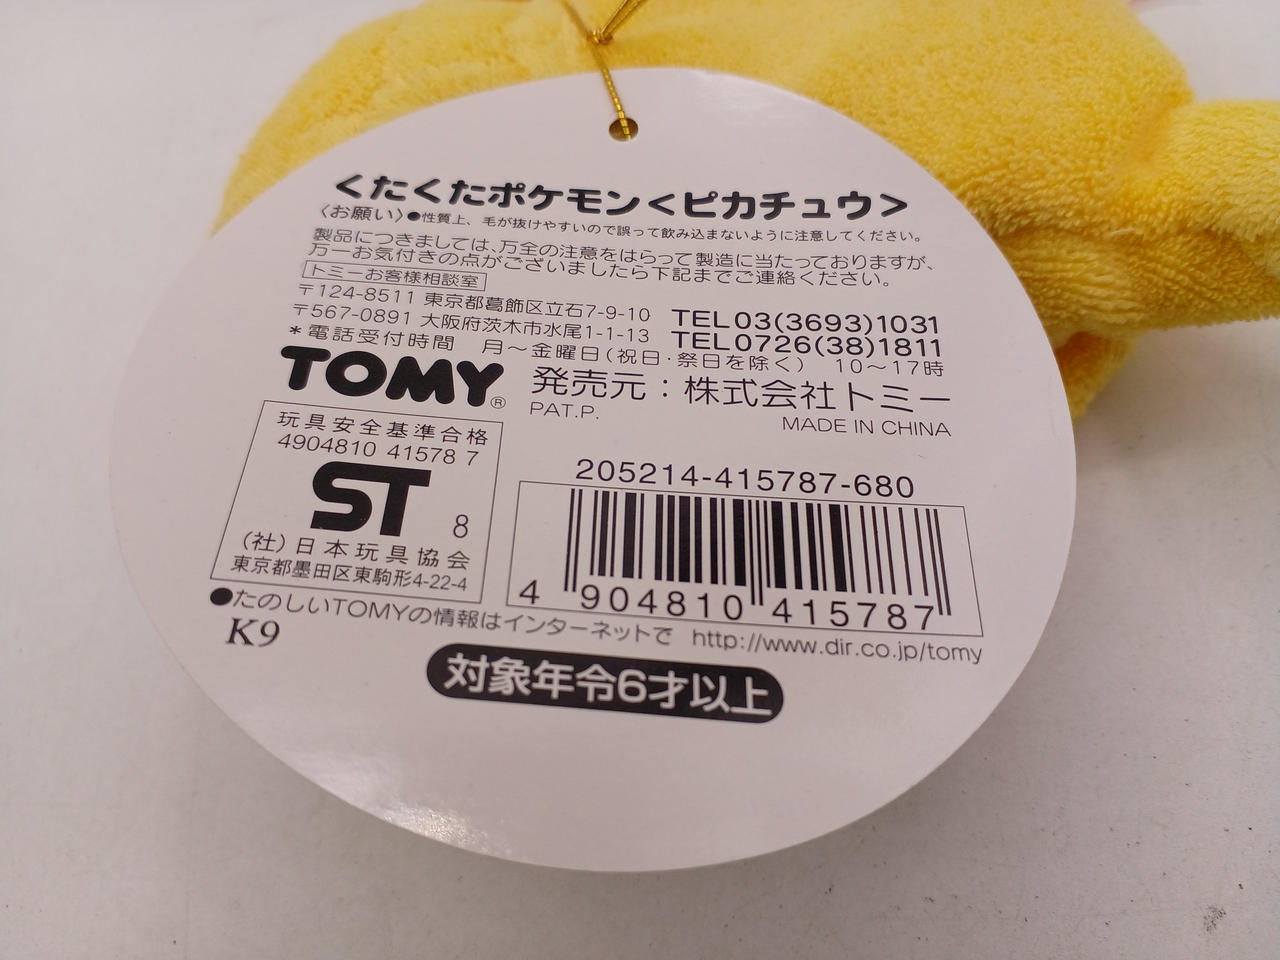 くたくたポケモン<ピカチュウ>
〈お願い〉●性質上、毛が抜けやすいので誤って飲み込まないように注意してください。
製品につきましては、万全の注意をはらって製造に当たっておりますが、
万一お気付きの点がございましたら下記までご連絡ください。
トミーお客様相談室
〒124-8511 東京都葛飾区立石7-9-10 TEL03(3693)1031
〒567-0891 大阪府茨木市水尾1-1-13 TEL0726(38)1811
*電話受付時間 月～金曜日(祝日・祭日を除く) 10～17時
TOMY® 発売元:株式会社トミー
PAT.P. MADE IN CHINA
玩具安全基準合格
4904810 41578 7
ST 8
(社)日本玩具協会
東京都墨田区東駒形4-22-4
205214-415787-680
4 904810 415787
●たのしいTOMYの情報はインターネットで http://www.dir.co.jp/tomy
K9
対象年令6才以上